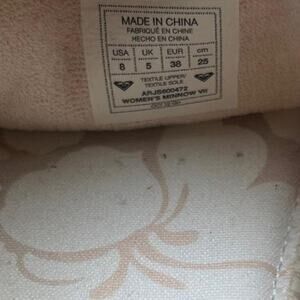 MADE IN CHINA
FABRIQUÉ EN CHINE
HECHO EN CHINA
USA UK EUR cm
8 5 38 25
TEXTILE UPPER/
TEXTILE SOLE
ARJS600472
WOMEN'S MINNOW VII